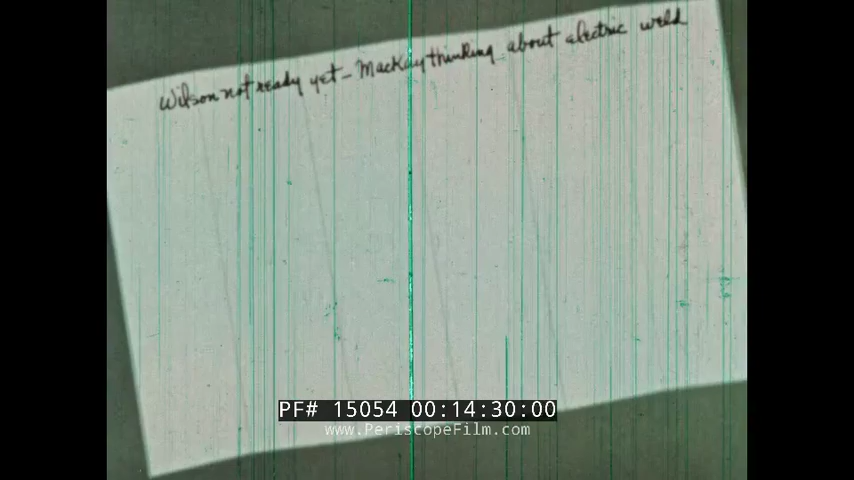 Wilson not ready yet - Mackay thinking about electric weld
PF# 15054 00:14:30:00
www.PeriscopeFilm.com